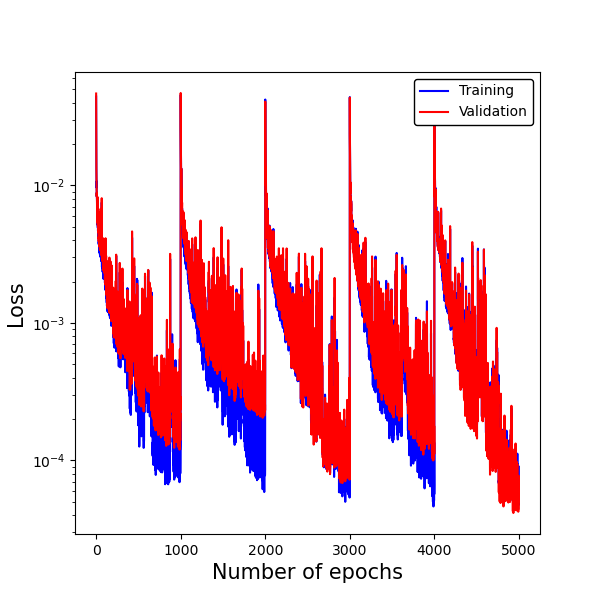 Training
Validation
10⁻²
10⁻³
10⁻⁴
Loss
0 1000 2000 3000 4000 5000
Number of epochs